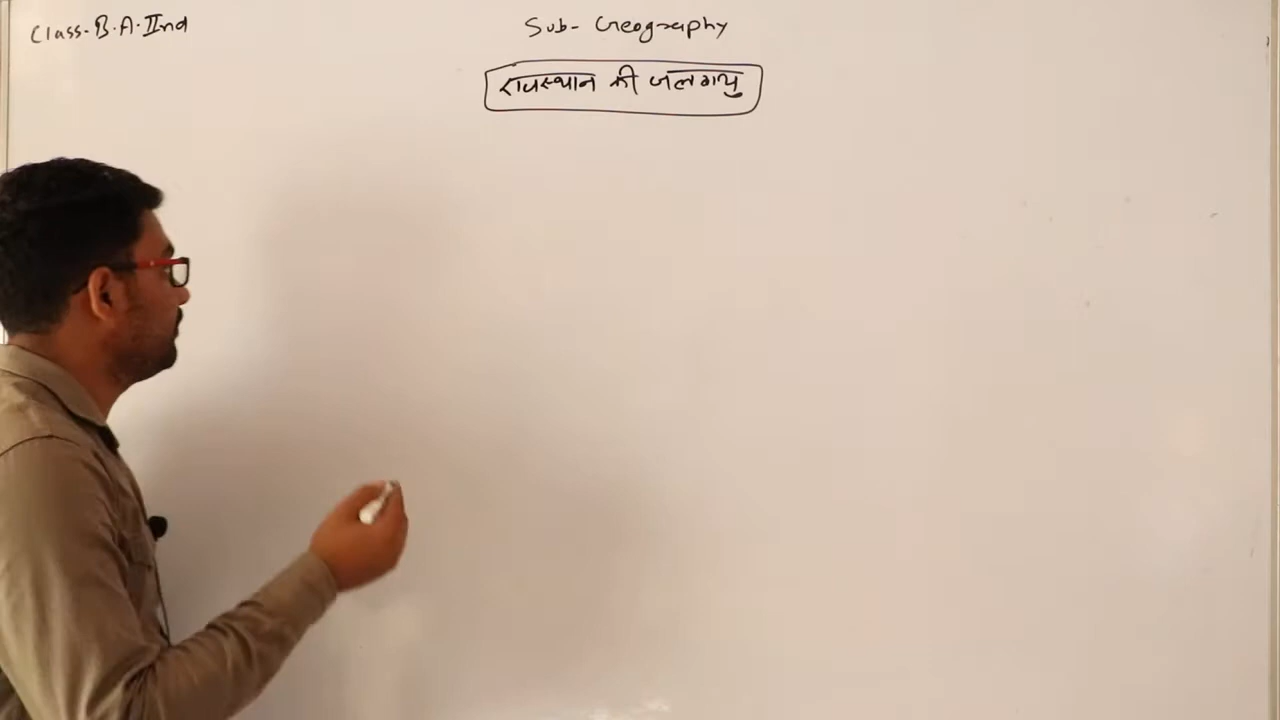 Class- B.A. IInd
Sub- Geography
राजस्थान की जलवायु